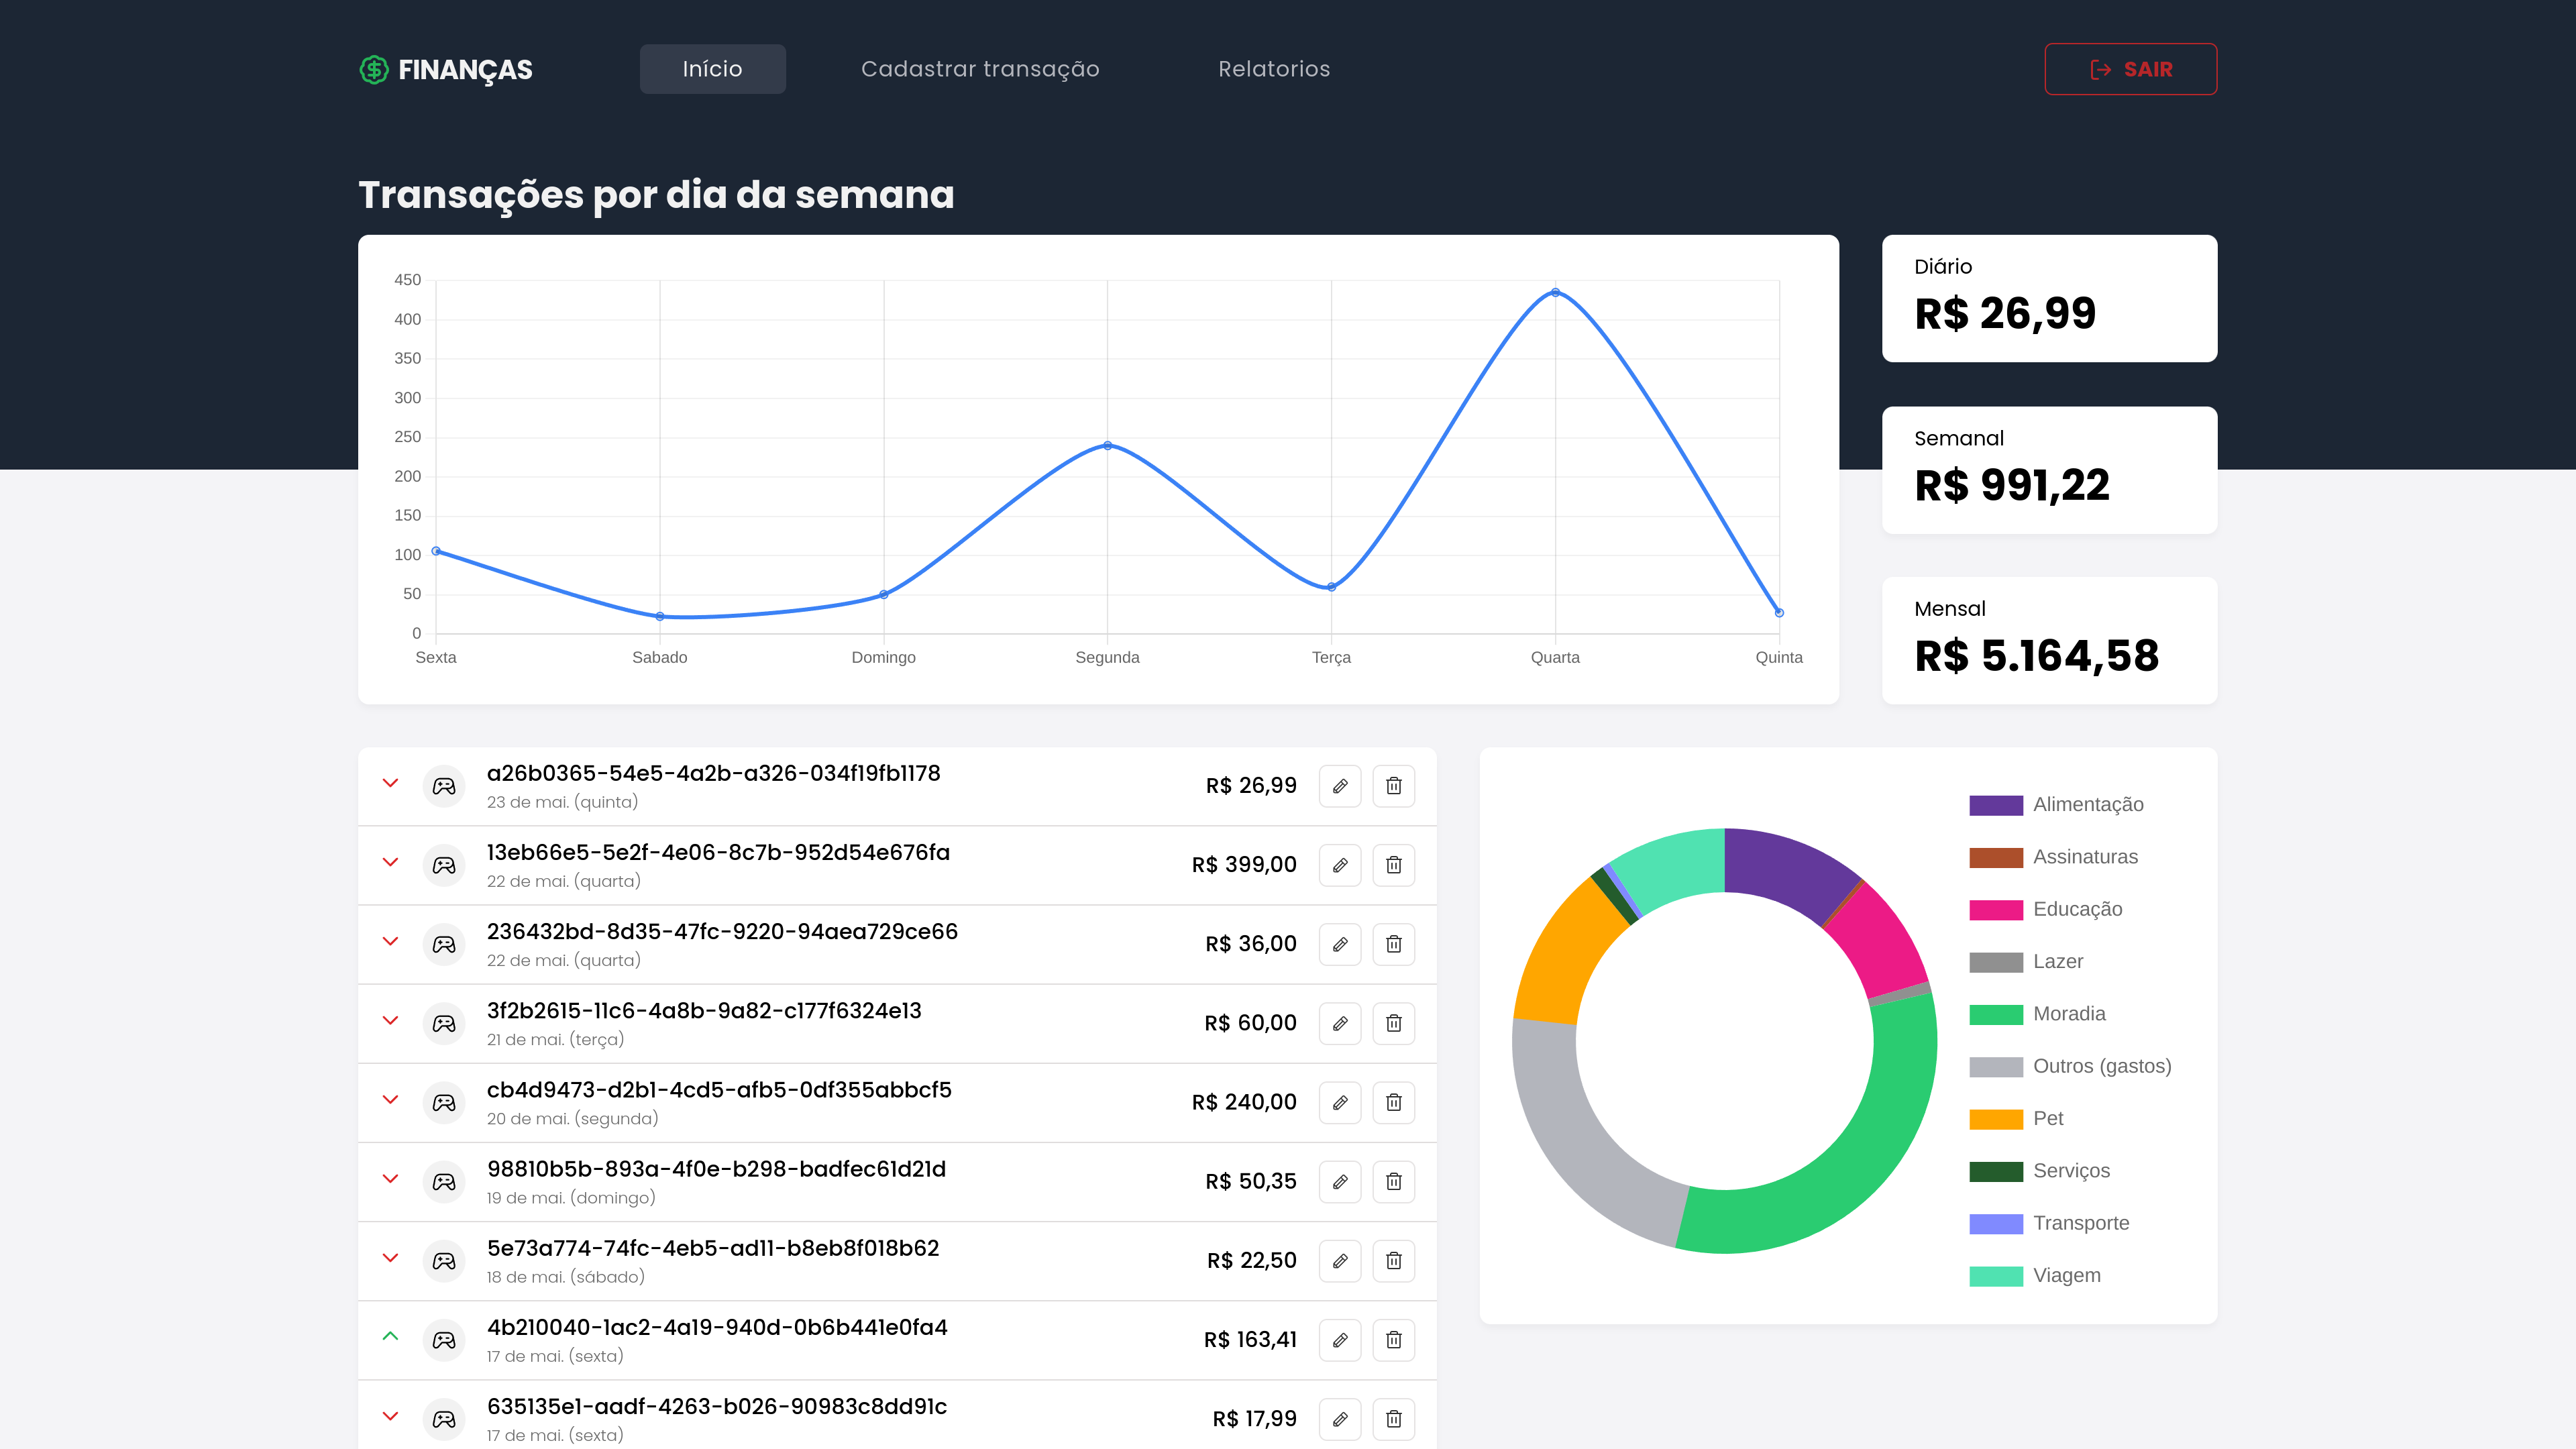 FINANÇAS
Início
Cadastrar transação
Relatorios
SAIR
Transações por dia da semana
450
400
350
300
250
200
150
100
50
0
Sexta
Sabado
Domingo
Segunda
Terça
Quarta
Quinta
Diário
R$ 26,99
Semanal
R$ 991,22
Mensal
R$ 5.164,58
a26b0365-54e5-4a2b-a326-034f19fb1178
23 de mai. (quinta)
R$ 26,99
13eb66e5-5e2f-4e06-8c7b-952d54e676fa
22 de mai. (quarta)
R$ 399,00
236432bd-8d35-47fc-9220-94aea729ce66
22 de mai. (quarta)
R$ 36,00
3f2b2615-11c6-4a8b-9a82-c177f6324e13
21 de mai. (terça)
R$ 60,00
cb4d9473-d2b1-4cd5-afb5-0df355abbcf5
20 de mai. (segunda)
R$ 240,00
98810b5b-893a-4f0e-b298-badfec61d21d
19 de mai. (domingo)
R$ 50,35
5e73a774-74fc-4eb5-ad11-b8eb8f018b62
18 de mai. (sábado)
R$ 22,50
4b210040-1ac2-4a19-940d-0b6b441e0fa4
17 de mai. (sexta)
R$ 163,41
635135e1-aadf-4263-b026-90983c8dd91c
17 de mai. (sexta)
R$ 17,99
Alimentação
Assinaturas
Educação
Lazer
Moradia
Outros (gastos)
Pet
Serviços
Transporte
Viagem